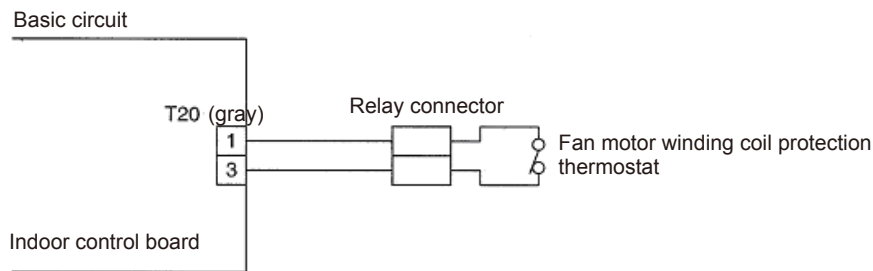 Basic circuit
T20 (gray)
Relay connector
1
3
Fan motor winding coil protection
thermostat
Indoor control board